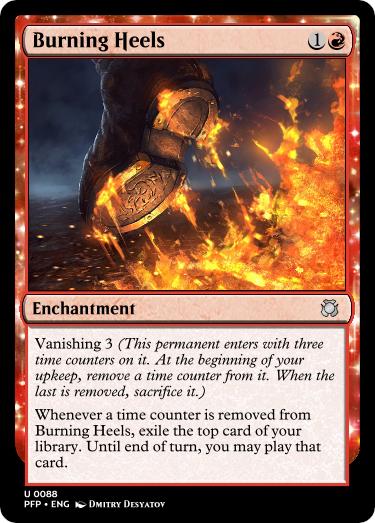 Burning Heels 1
Enchantment
Vanishing 3 (This permanent enters with three
time counters on it. At the beginning of your
upkeep, remove a time counter from it. When the
last is removed, sacrifice it.)
Whenever a time counter is removed from
Burning Heels, exile the top card of your
library. Until end of turn, you may play that
card.
U 0088
PFP • ENG Dmitry Desyatov